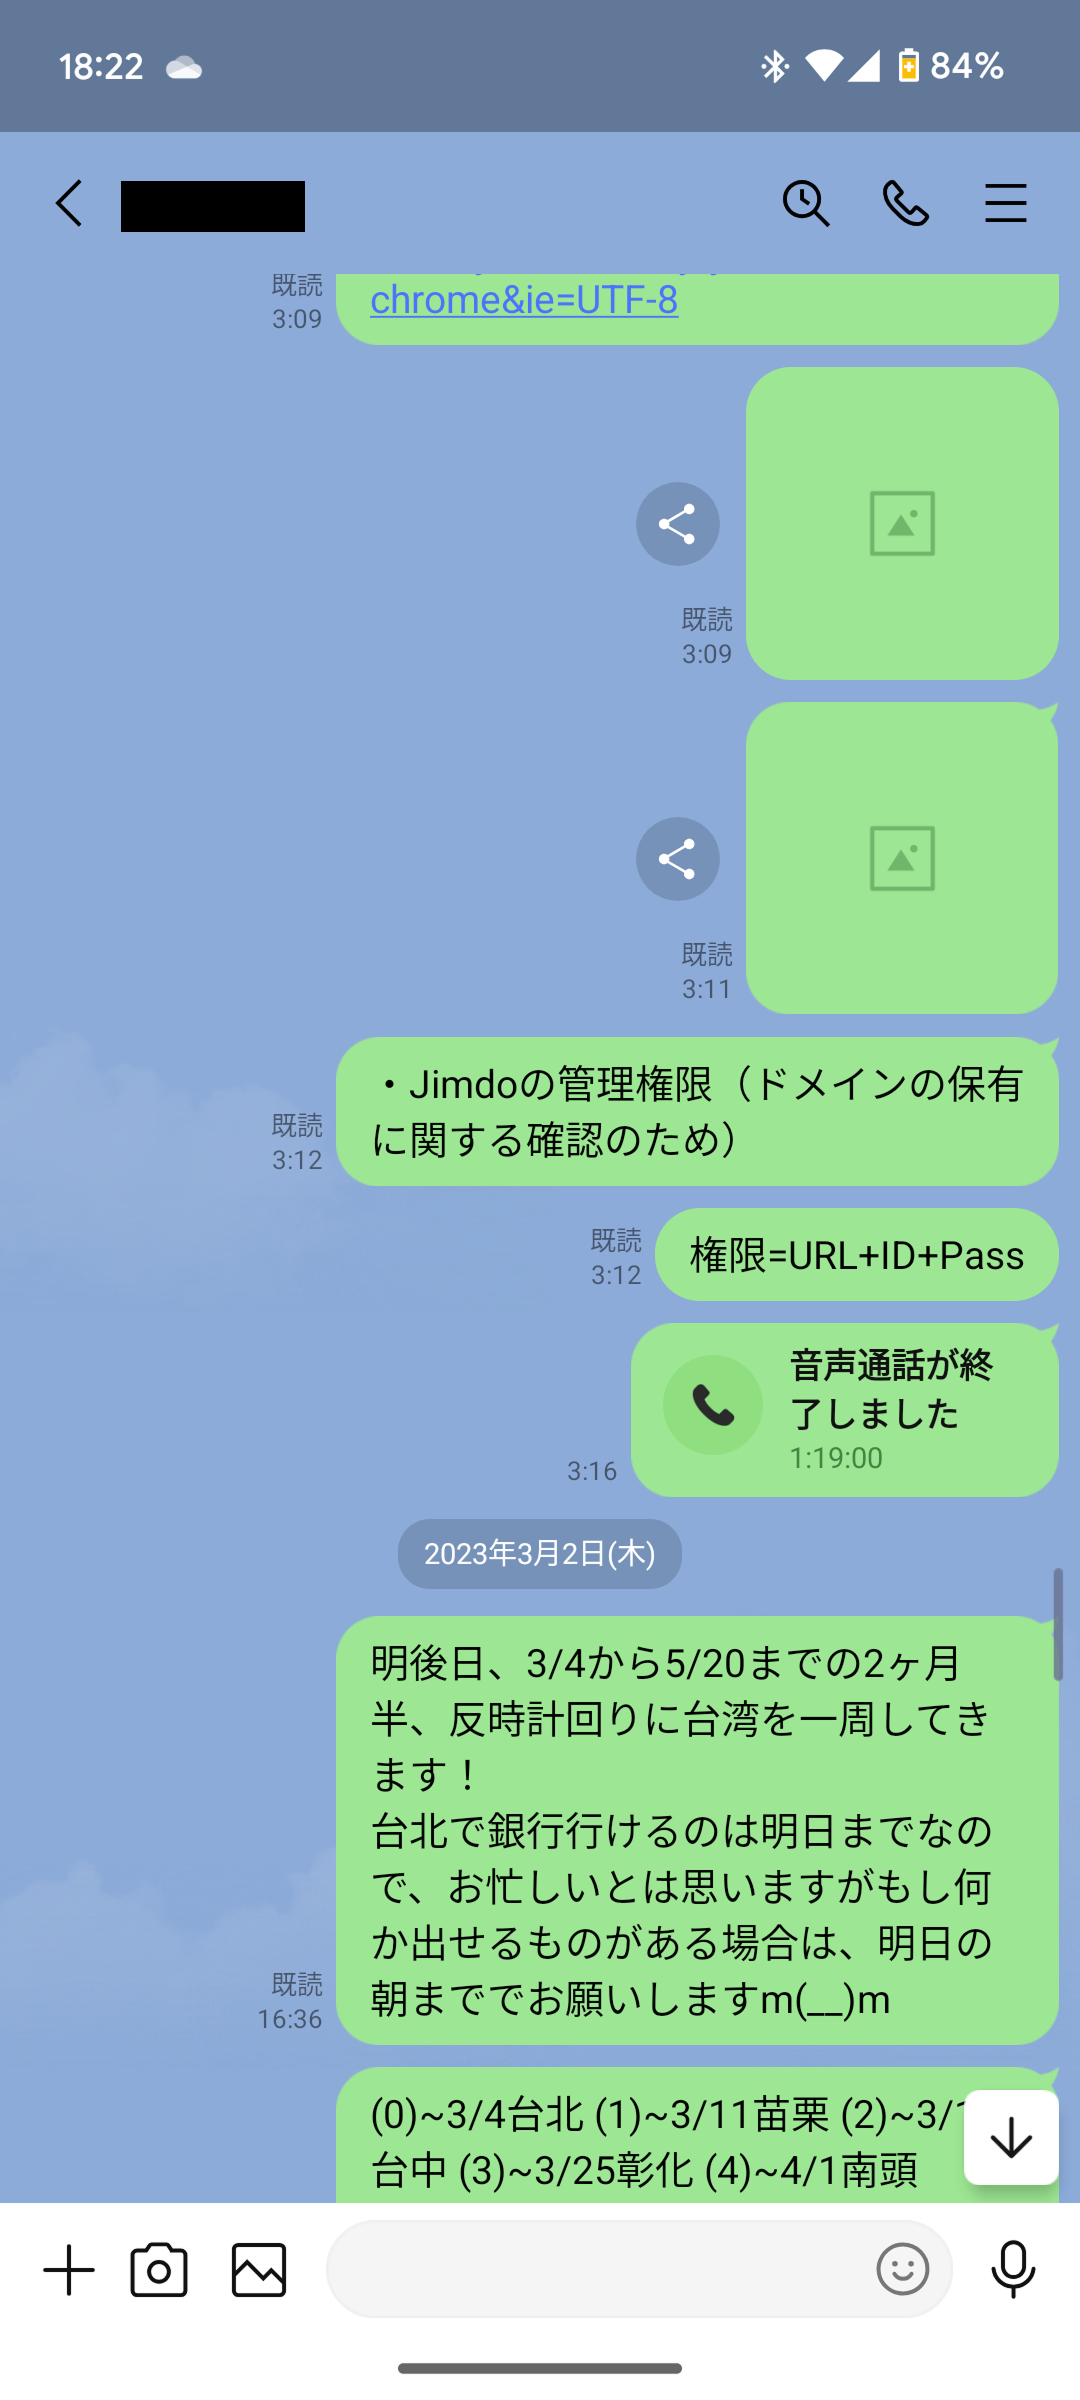 18:22
84%
既読
3:09
chrome&ie=UTF-8
既読
3:09
既読
3:11
・Jimdoの管理権限（ドメインの保有
に関する確認のため）
既読
3:12
権限=URL+ID+Pass
既読
3:12
音声通話が終
了しました
1:19:00
3:16
2023年3月2日(木)
明後日、3/4から5/20までの2ヶ月
半、反時計回りに台湾を一周してき
ます！
台北で銀行行けるのは明日までなの
で、お忙しいとは思いますがもし何
か出せるものがある場合は、明日の
朝まででお願いしますm(__)m
既読
16:36
(0)~3/4台北 (1)~3/11苗栗 (2)~3/
台中 (3)~3/25彰化 (4)~4/1南頭